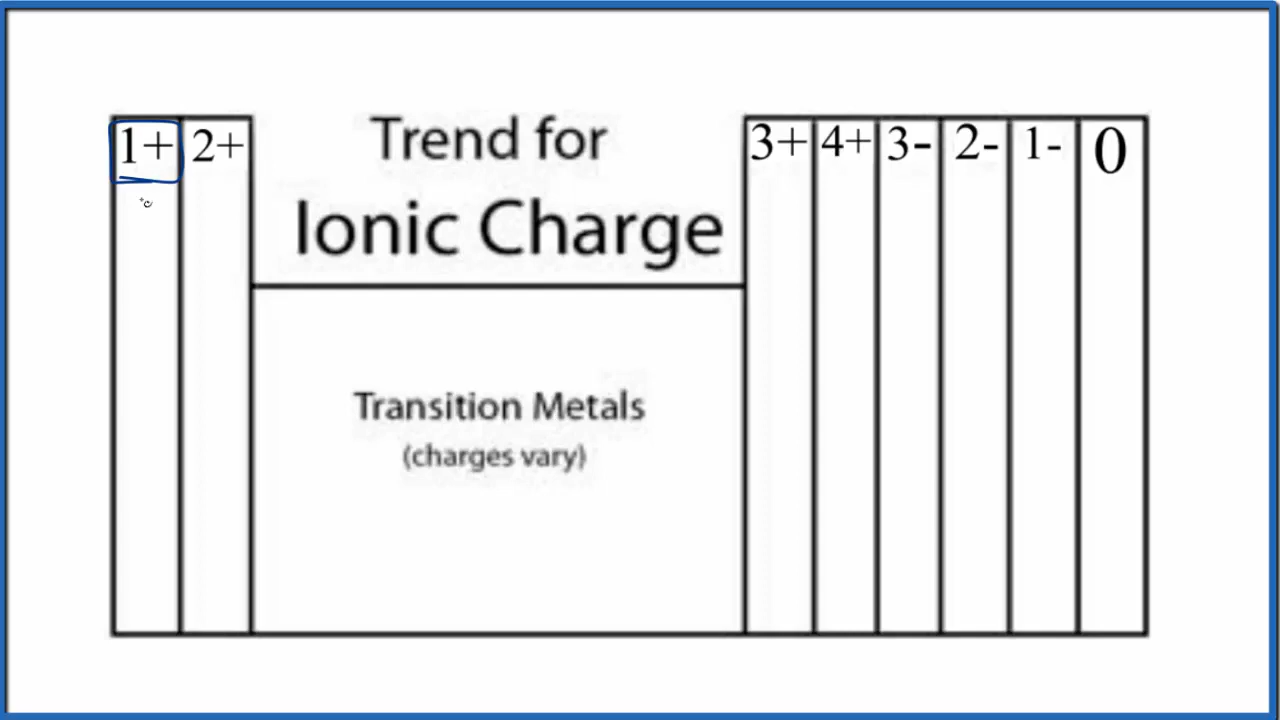 1+ 2+ Trend for 3+ 4+ 3- 2- 1- 0
Ionic Charge
Transition Metals
(charges vary)